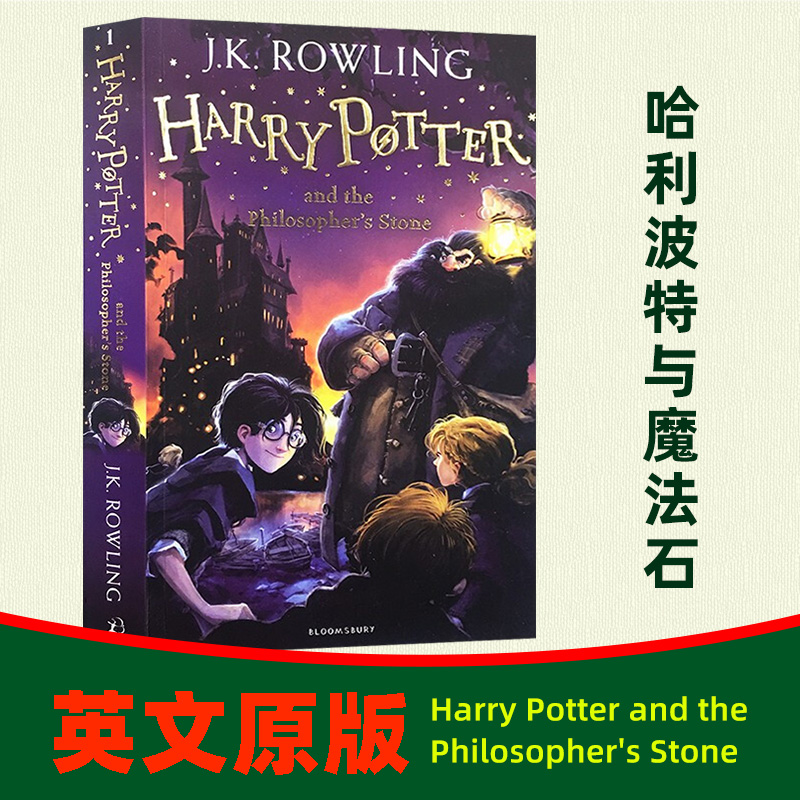 J.K. ROWLING
HARRY POTTER
and the
Philosopher's Stone
BLOOMSBURY
1
HARRY POTTER
and the
Philosopher's Stone
J.K. ROWLING
哈利波特与魔法石
英文原版
Harry Potter and the
Philosopher's Stone